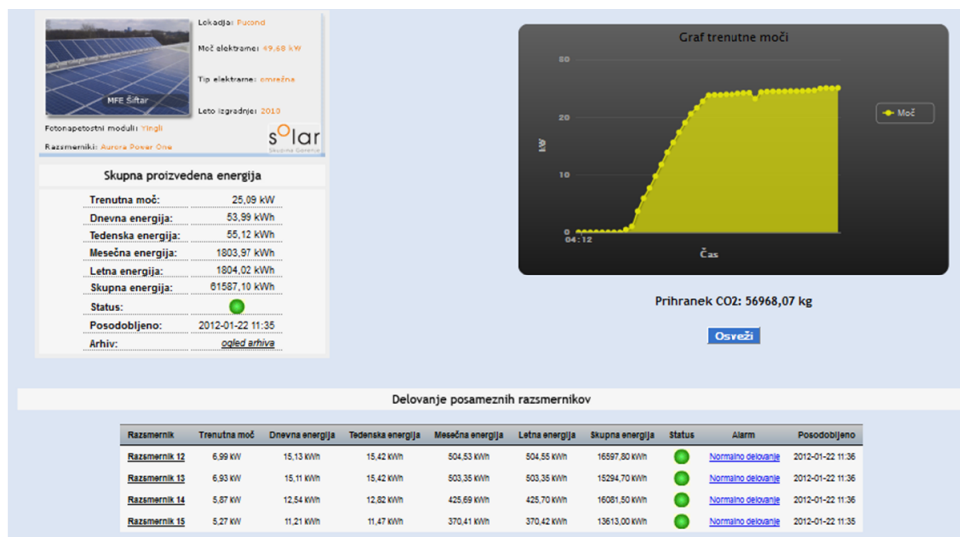 Lokacija: Pucond
Moč elektrarne: 49,68 kW
Tip elektrarne: omrežna
Leto izgradnje: 2010
MFE Šiftar
Fotonapetostni moduli: Yingli
Razsmerniki: Aurora Power One
solar
Skupna proizvedena energija
Trenutna moč: 25,09 kW
Dnevna energija: 53,99 kWh
Tedenska energija: 55,12 kWh
Mesečna energija: 1803,97 kWh
Letna energija: 1804,02 kWh
Skupna energija: 61587,10 kWh
Status:
Posodobljeno: 2012-01-22 11:35
Arhiv: ogled arhiva
Graf trenutne moči
kW
20
10
0
04:12
Čas
Moč
Prihranek CO2: 56968,07 kg
Osveži
Delovanje posameznih razsmernikov
Razsmernik Trenutna moč Dnevna energija Tedenska energija Mesečna energija Letna energija Skupna energija Status Alarm Posodobljeno
Razsmernik 12 6,99 kW 15,13 kWh 15,42 kWh 504,53 kWh 504,55 kWh 16597,80 kWh Normalno delovanje 2012-01-22 11:36
Razsmernik 13 6,93 kW 15,11 kWh 15,42 kWh 503,35 kWh 503,35 kWh 15294,70 kWh Normalno delovanje 2012-01-22 11:36
Razsmernik 14 5,87 kW 12,54 kWh 12,82 kWh 425,69 kWh 425,70 kWh 16081,50 kWh Normalno delovanje 2012-01-22 11:36
Razsmernik 15 5,27 kW 11,21 kWh 11,47 kWh 370,41 kWh 370,42 kWh 13613,00 kWh Normalno delovanje 2012-01-22 11:35